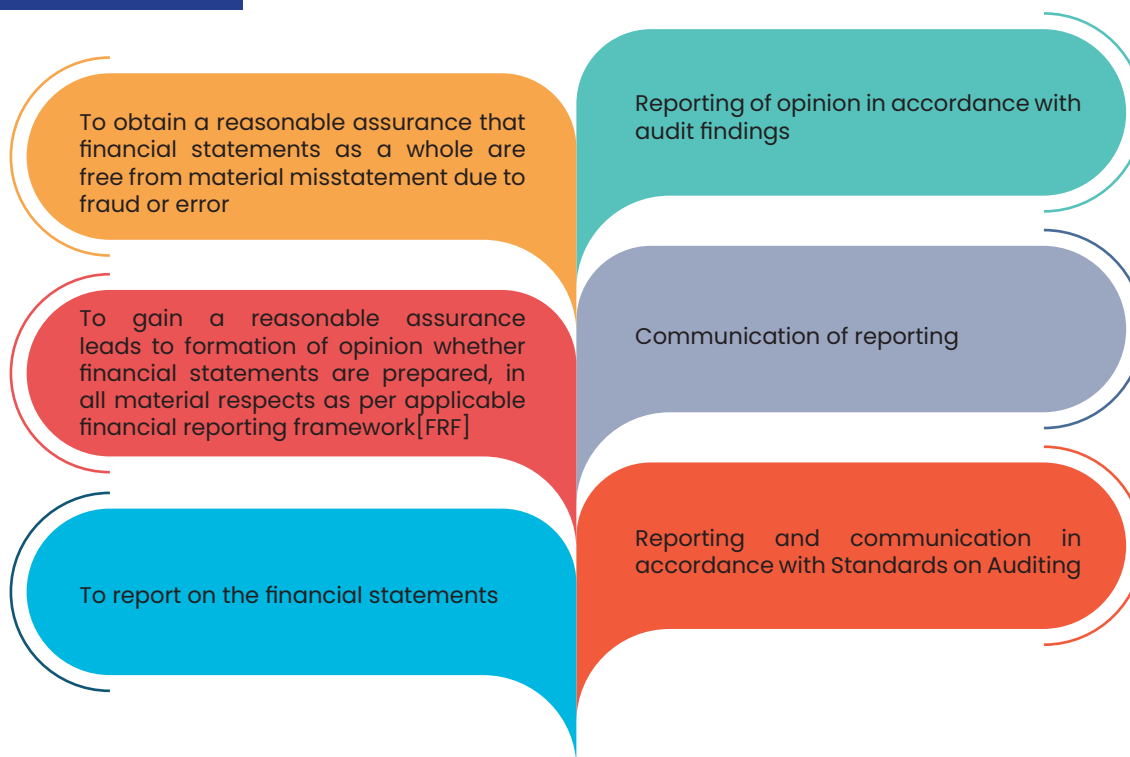 To obtain a reasonable assurance that
financial statements as a whole are
free from material misstatement due to
fraud or error
To gain a reasonable assurance
leads to formation of opinion whether
financial statements are prepared, in
all material respects as per applicable
financial reporting framework[FRF]
To report on the financial statements
Reporting of opinion in accordance with
audit findings
Communication of reporting
Reporting and communication in
accordance with Standards on Auditing